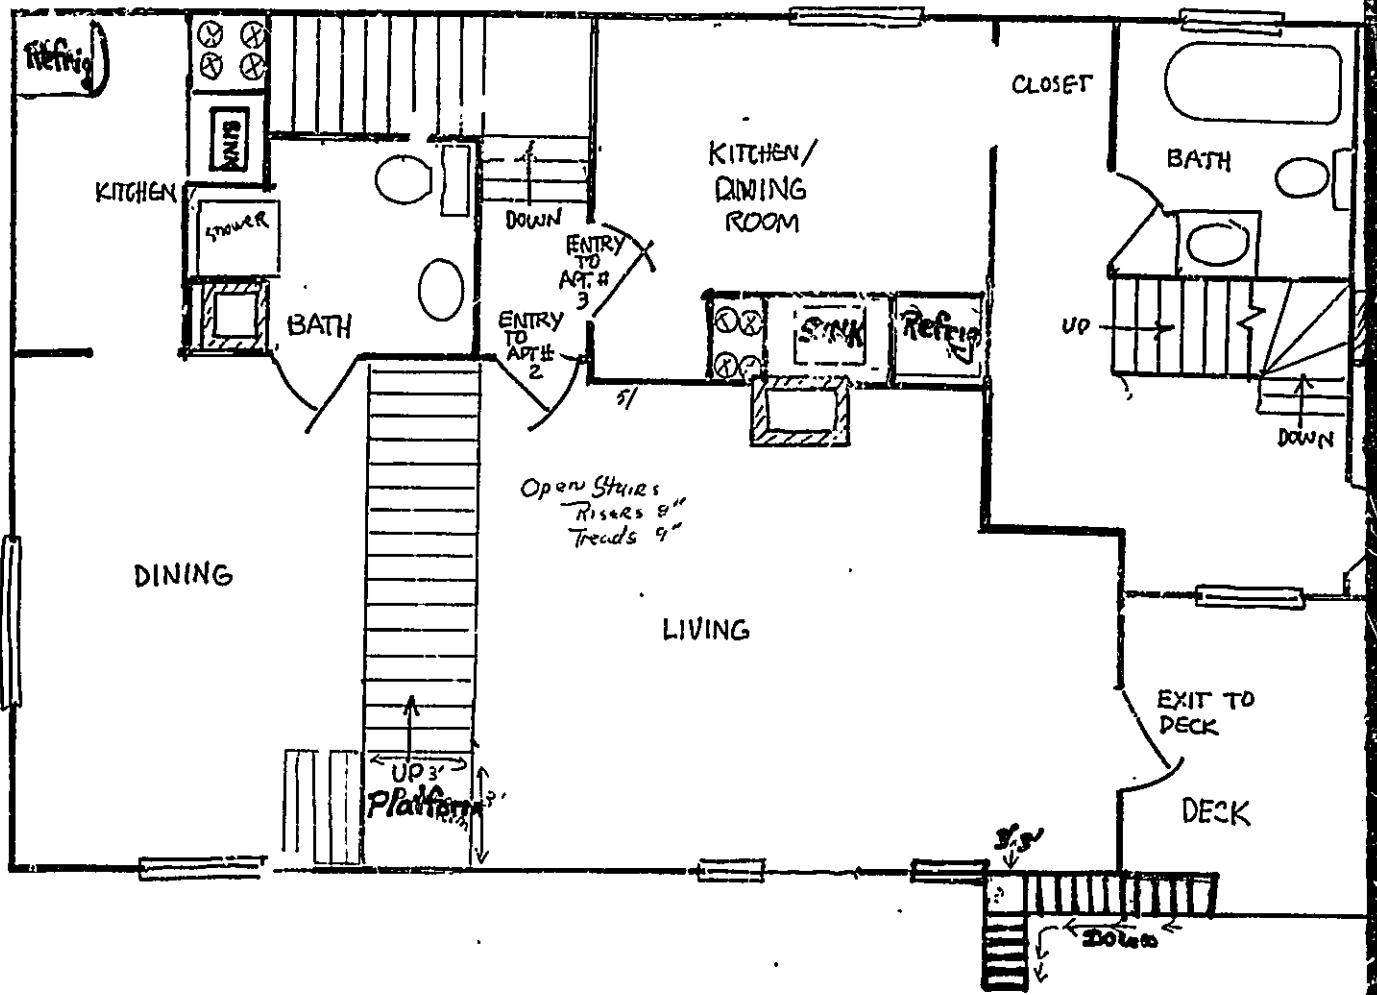 Refrig
SINK
KITCHEN
SHOWER
BATH
DOWN
ENTRY
TO
APT. #
3
ENTRY
TO
APT#
2
KITCHEN/
DINING
ROOM
CLOSET
BATH
SINK
Refrig
UP
DOWN
51
Open Stairs
Risers 8"
Treads 9"
DINING
LIVING
UP 3'
Platform
3'
EXIT TO
DECK
DECK
DOWN